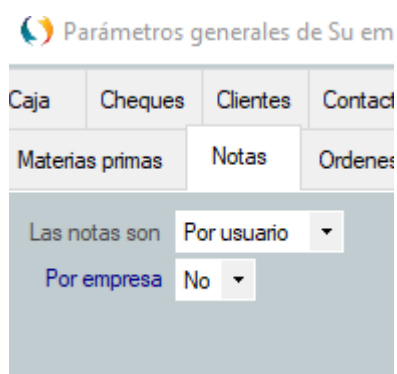 Parámetros generales de Su em
Caja Cheques Clientes Contact
Materias primas Notas Ordenes
Las notas son Por usuario
Por empresa No